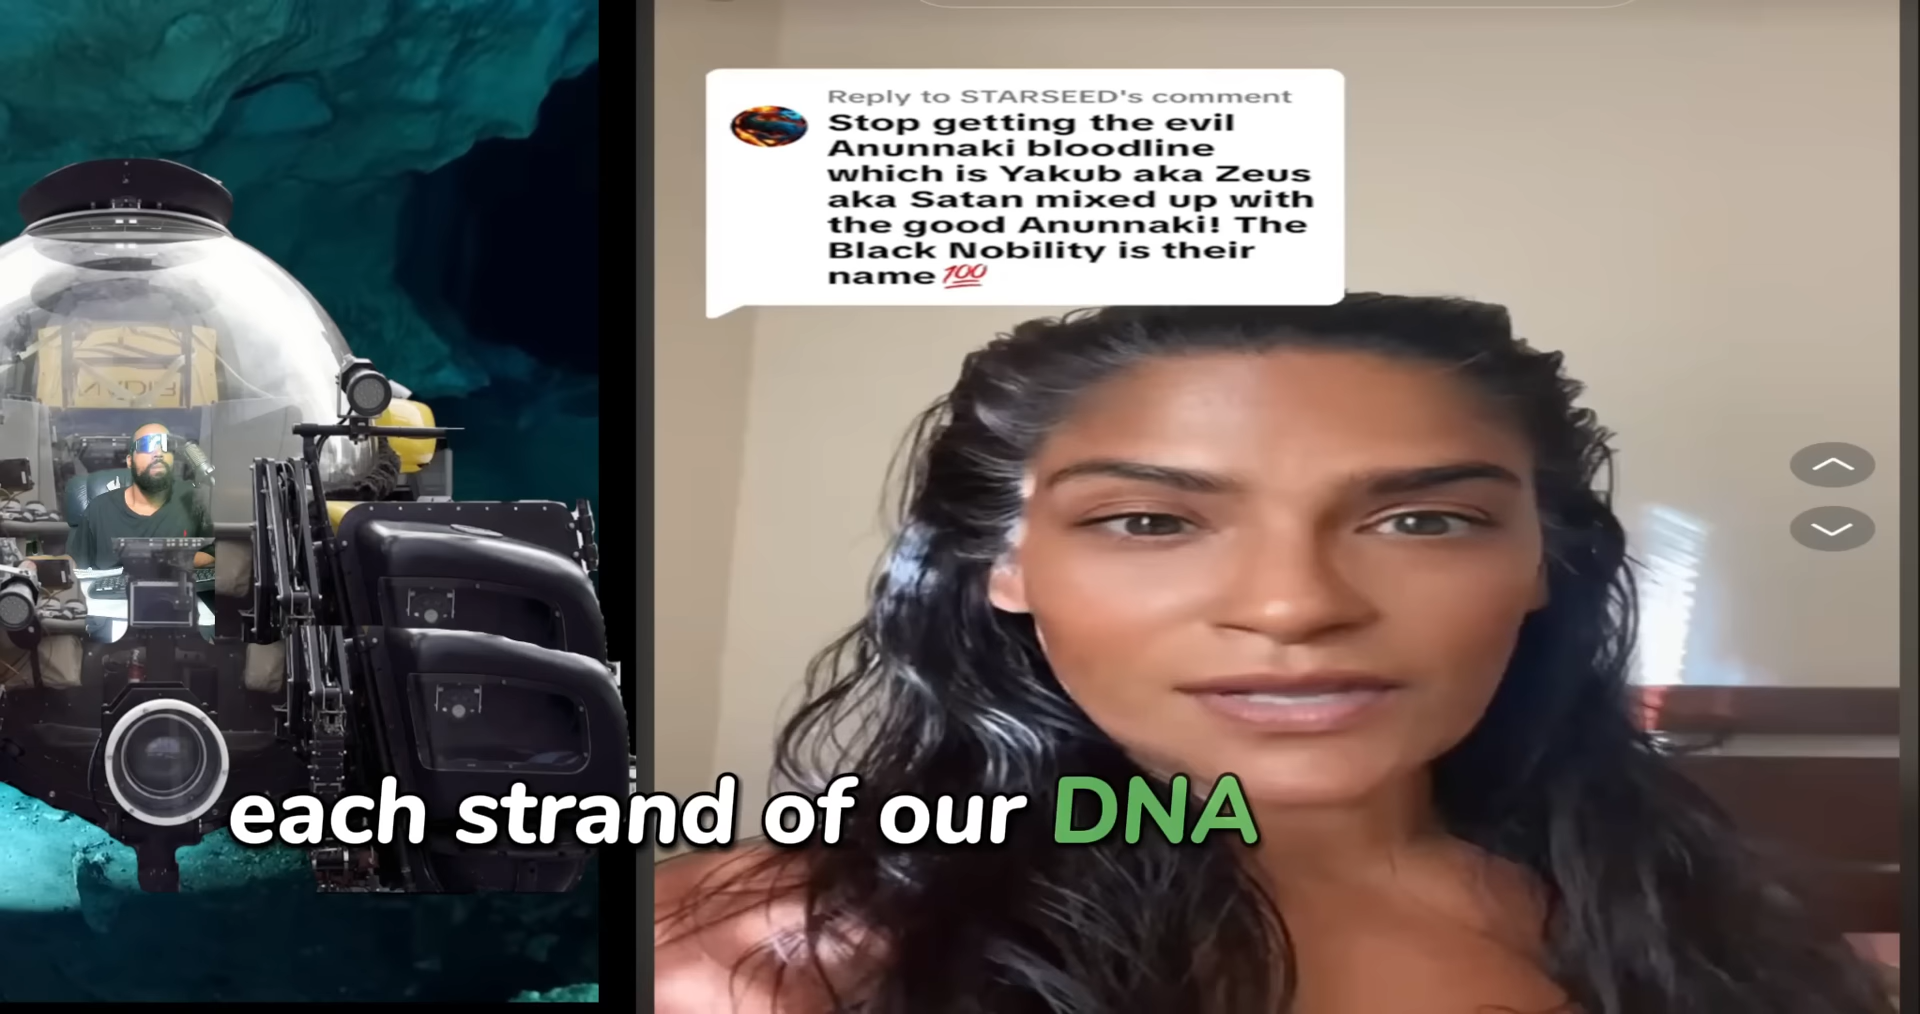 Reply to STARSEED's comment
Stop getting the evil
Anunnaki bloodline
which is Yakub aka Zeus
aka Satan mixed up with
the good Anunnaki! The
Black Nobility is their
name💯
each strand of our DNA